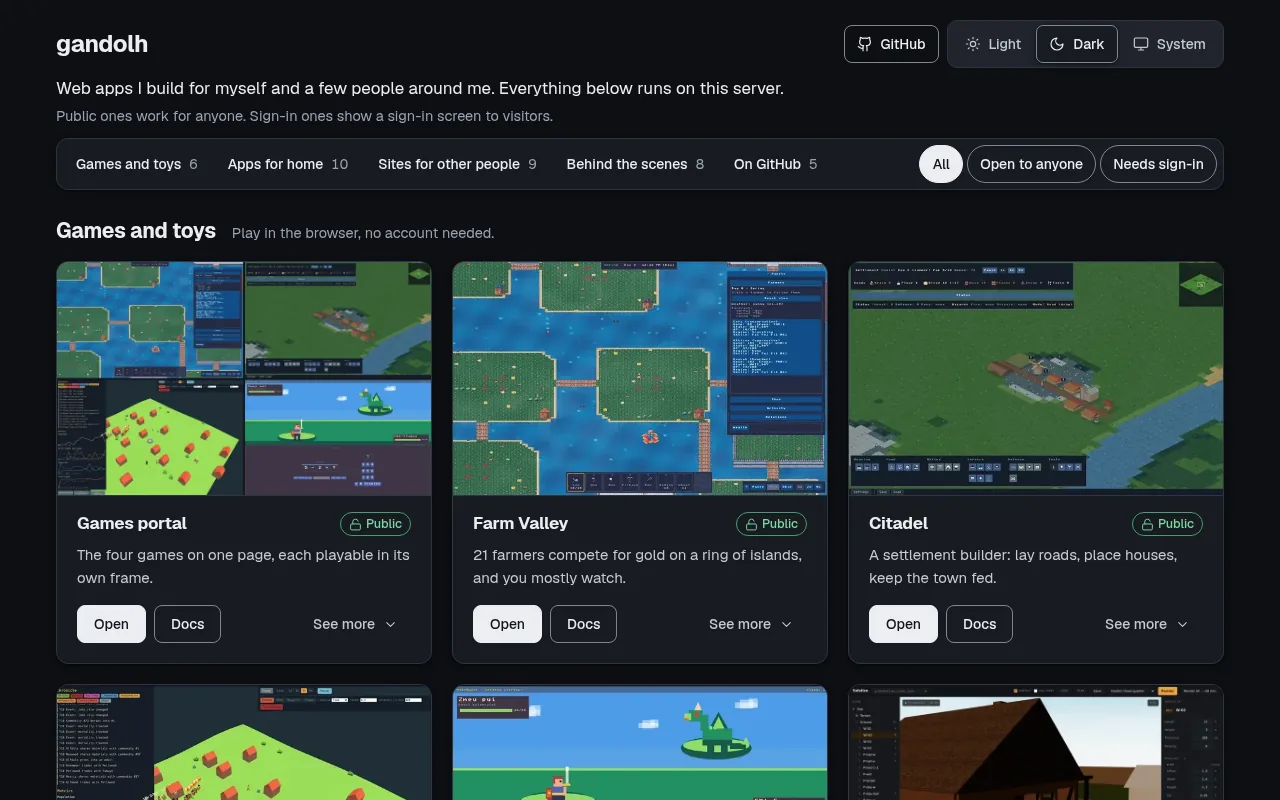 gandolh
GitHub
Light
Dark
System
Web apps I build for myself and a few people around me. Everything below runs on this server.
Public ones work for anyone. Sign-in ones show a sign-in screen to visitors.
Games and toys 6
Apps for home 10
Sites for other people 9
Behind the scenes 8
On GitHub 5
All
Open to anyone
Needs sign-in
Games and toys
Play in the browser, no account needed.
Games portal
Public
The four games on one page, each playable in its
own frame.
Open
Docs
See more
Farm Valley
Public
21 farmers compete for gold on a ring of islands,
and you mostly watch.
Open
Docs
See more
Citadel
Public
A settlement builder: lay roads, place houses,
keep the town fed.
Open
Docs
See more
Zmeu pui